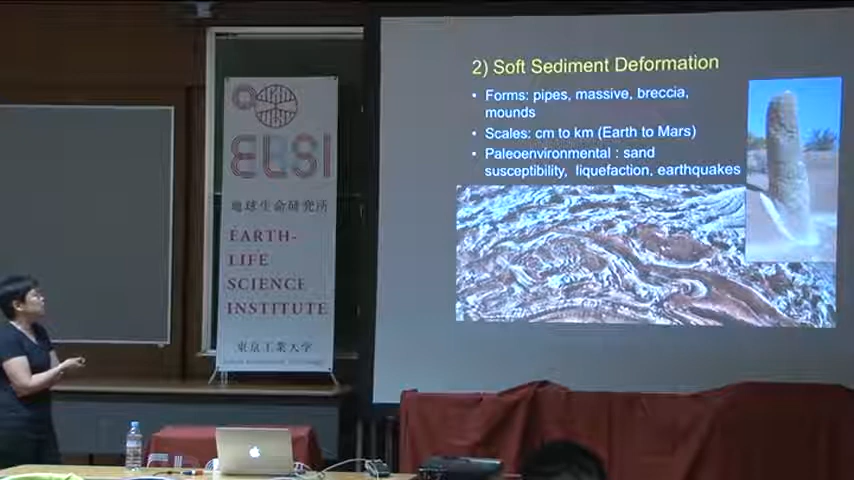 ELSI
地球生命研究所
EARTH-
LIFE
SCIENCE
INSTITUTE
東京工業大学
2) Soft Sediment Deformation
• Forms: pipes, massive, breccia,
mounds
• Scales: cm to km (Earth to Mars)
• Paleoenvironmental : sand
susceptibility, liquefaction, earthquakes